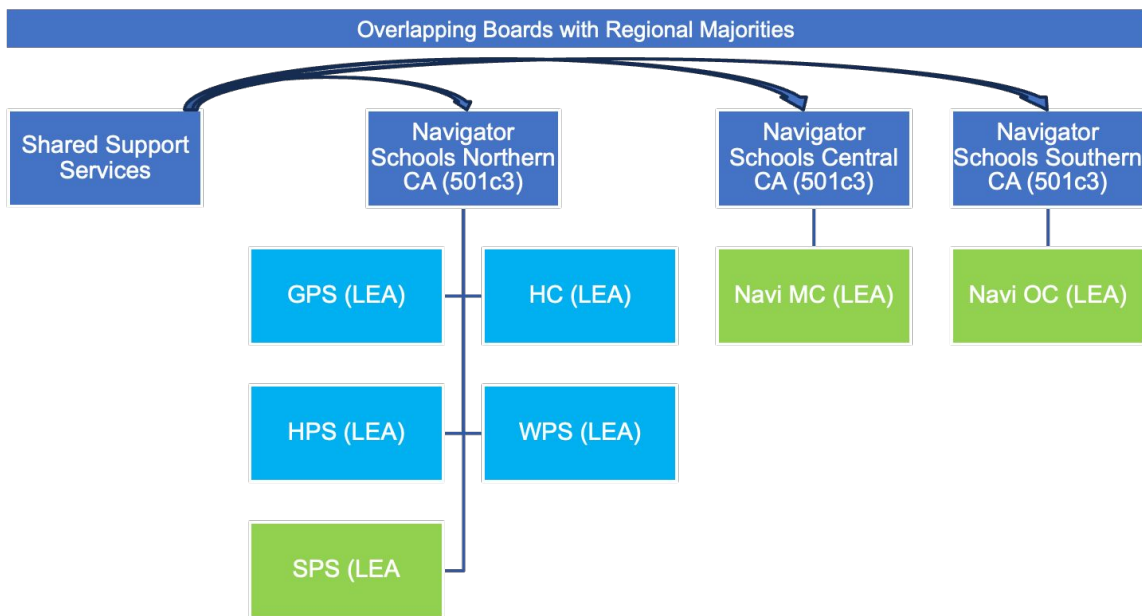 Overlapping Boards with Regional Majorities
Shared Support
Services
Navigator
Schools Northern
CA (501c3)
Navigator
Schools Central
CA (501c3)
Navigator
Schools Southern
CA (501c3)
GPS (LEA)
HC (LEA)
Navi MC (LEA)
Navi OC (LEA)
HPS (LEA)
WPS (LEA)
SPS (LEA